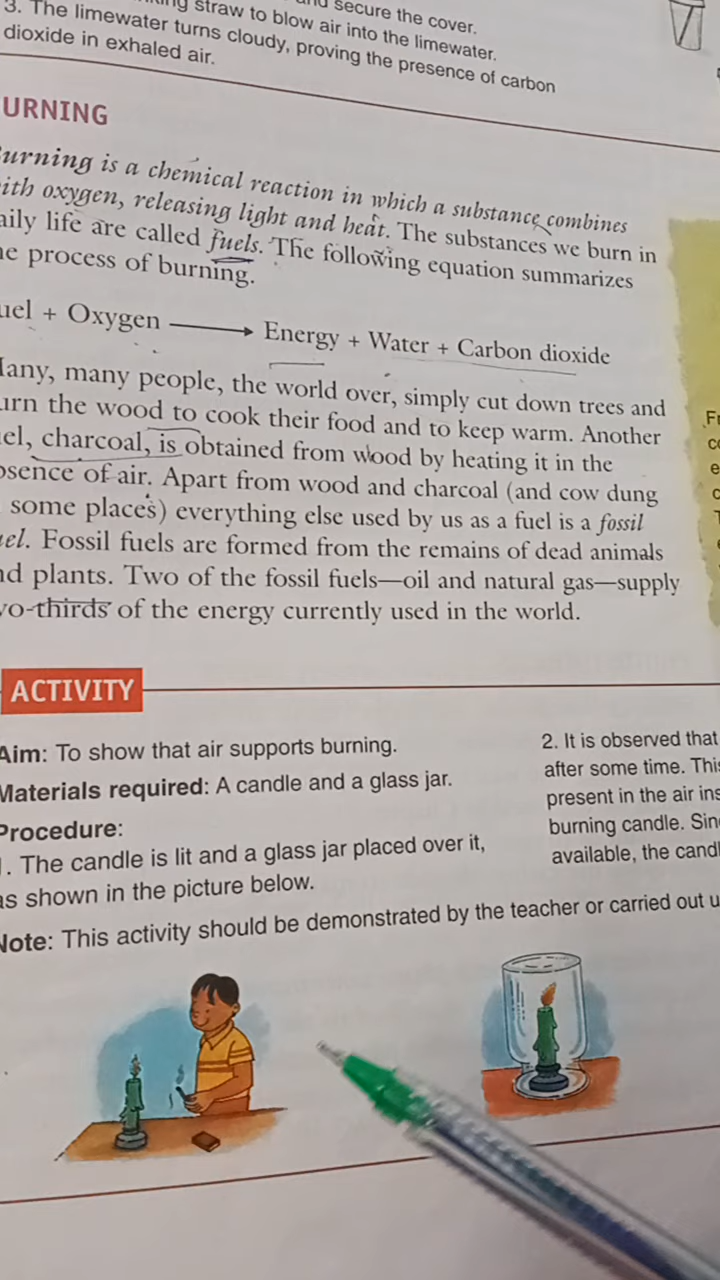 and secure the cover.
straw to blow air into the limewater.
3. The limewater turns cloudy, proving the presence of carbon
dioxide in exhaled air.
URNING
urning is a chemical reaction in which a substance combines
ith oxygen, releasing light and heat. The substances we burn in
aily life are called fuels. The following equation summarizes
e process of burning.
uel + Oxygen ⟶ Energy + Water + Carbon dioxide
any, many people, the world over, simply cut down trees and
urn the wood to cook their food and to keep warm. Another
el, charcoal, is obtained from wood by heating it in the
bsence of air. Apart from wood and charcoal (and cow dung
some places) everything else used by us as a fuel is a fossil
el. Fossil fuels are formed from the remains of dead animals
nd plants. Two of the fossil fuels—oil and natural gas—supply
wo-thirds of the energy currently used in the world.
ACTIVITY
Aim: To show that air supports burning.
Materials required: A candle and a glass jar.
Procedure:
1. The candle is lit and a glass jar placed over it,
as shown in the picture below.
2. It is observed that
after some time. This
present in the air ins
burning candle. Sin
available, the candl
Note: This activity should be demonstrated by the teacher or carried out u